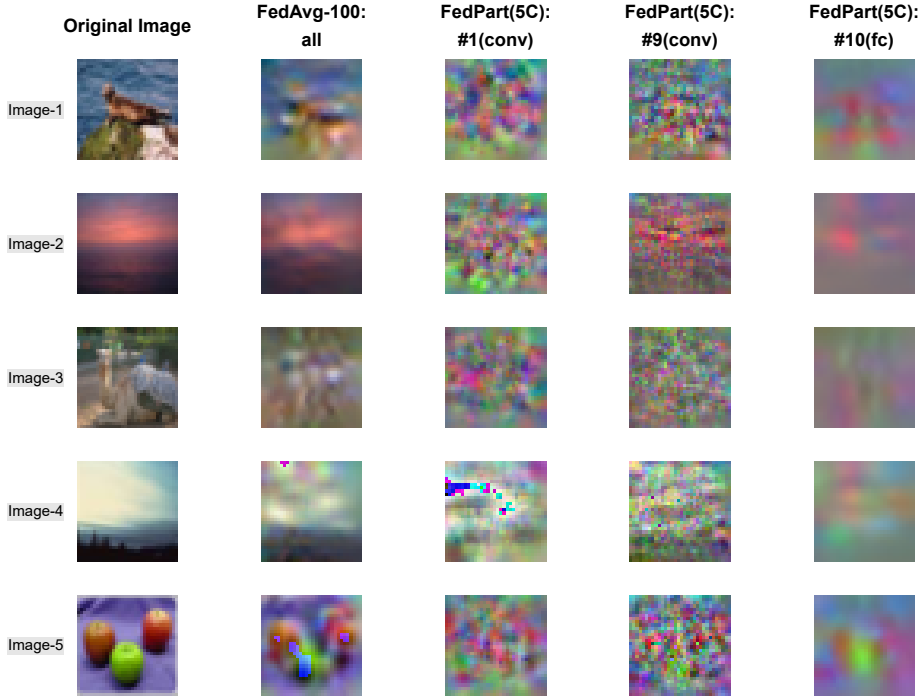 Original Image
FedAvg-100:
all
FedPart(5C):
#1(conv)
FedPart(5C):
#9(conv)
FedPart(5C):
#10(fc)
Image-1
Image-2
Image-3
Image-4
Image-5